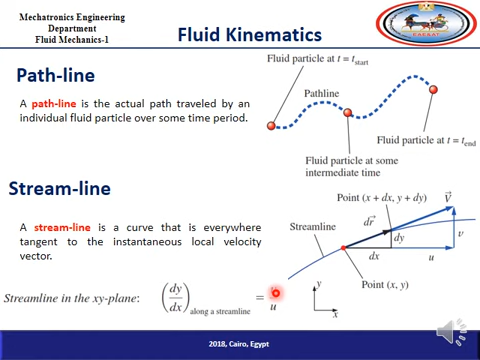 Mechatronics Engineering
Department
Fluid Mechanics-1
Fluid Kinematics
Path-line
A path-line is the actual path traveled by an
individual fluid particle over some time period.
Fluid particle at t = tstart
Pathline
Fluid particle at t = tend
Fluid particle at some
intermediate time
Stream-line
A stream-line is a curve that is everywhere
tangent to the instantaneous local velocity
vector.
Point (x + dx, y + dy)
V⃗
Streamline
dr⃗
dy
v
dx
u
Point (x, y)
y
x
Streamline in the xy-plane: (dy/dx)along a streamline = /u
2018, Cairo, Egypt